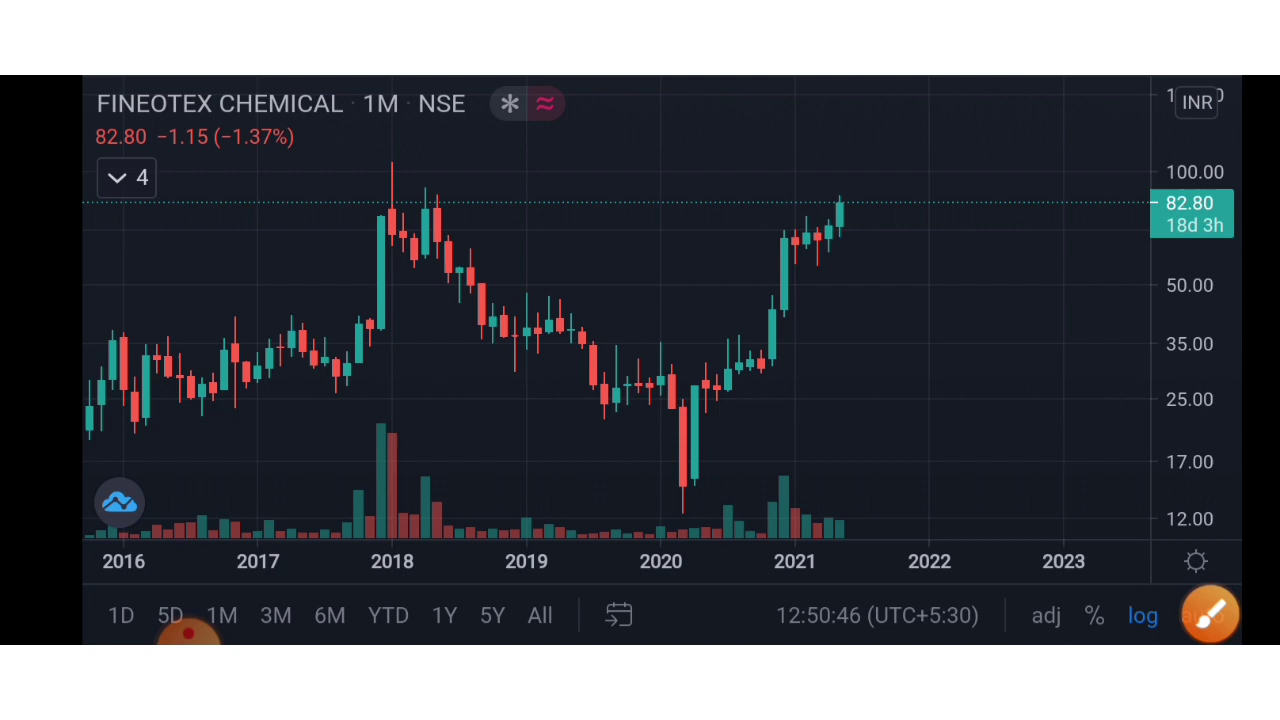 FINEOTEX CHEMICAL · 1M · NSE
82.80 −1.15 (−1.37%)
4
INR
100.00
82.80
18d 3h
50.00
35.00
25.00
17.00
12.00
2016 2017 2018 2019 2020 2021 2022 2023
1D 5D 1M 3M 6M YTD 1Y 5Y All 12:50:46 (UTC+5:30) adj % log